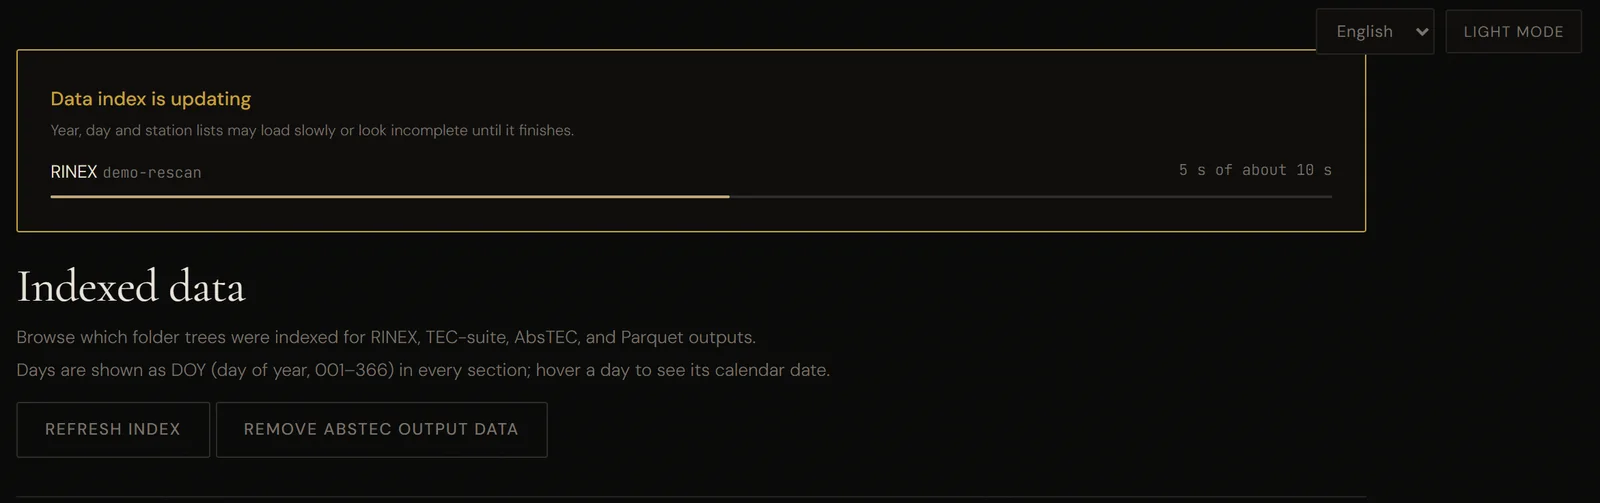 English
LIGHT MODE
Data index is updating
Year, day and station lists may load slowly or look incomplete until it finishes.
RINEX demo-rescan
5 s of about 10 s
Indexed data
Browse which folder trees were indexed for RINEX, TEC-suite, AbsTEC, and Parquet outputs.
Days are shown as DOY (day of year, 001–366) in every section; hover a day to see its calendar date.
REFRESH INDEX
REMOVE ABSTEC OUTPUT DATA